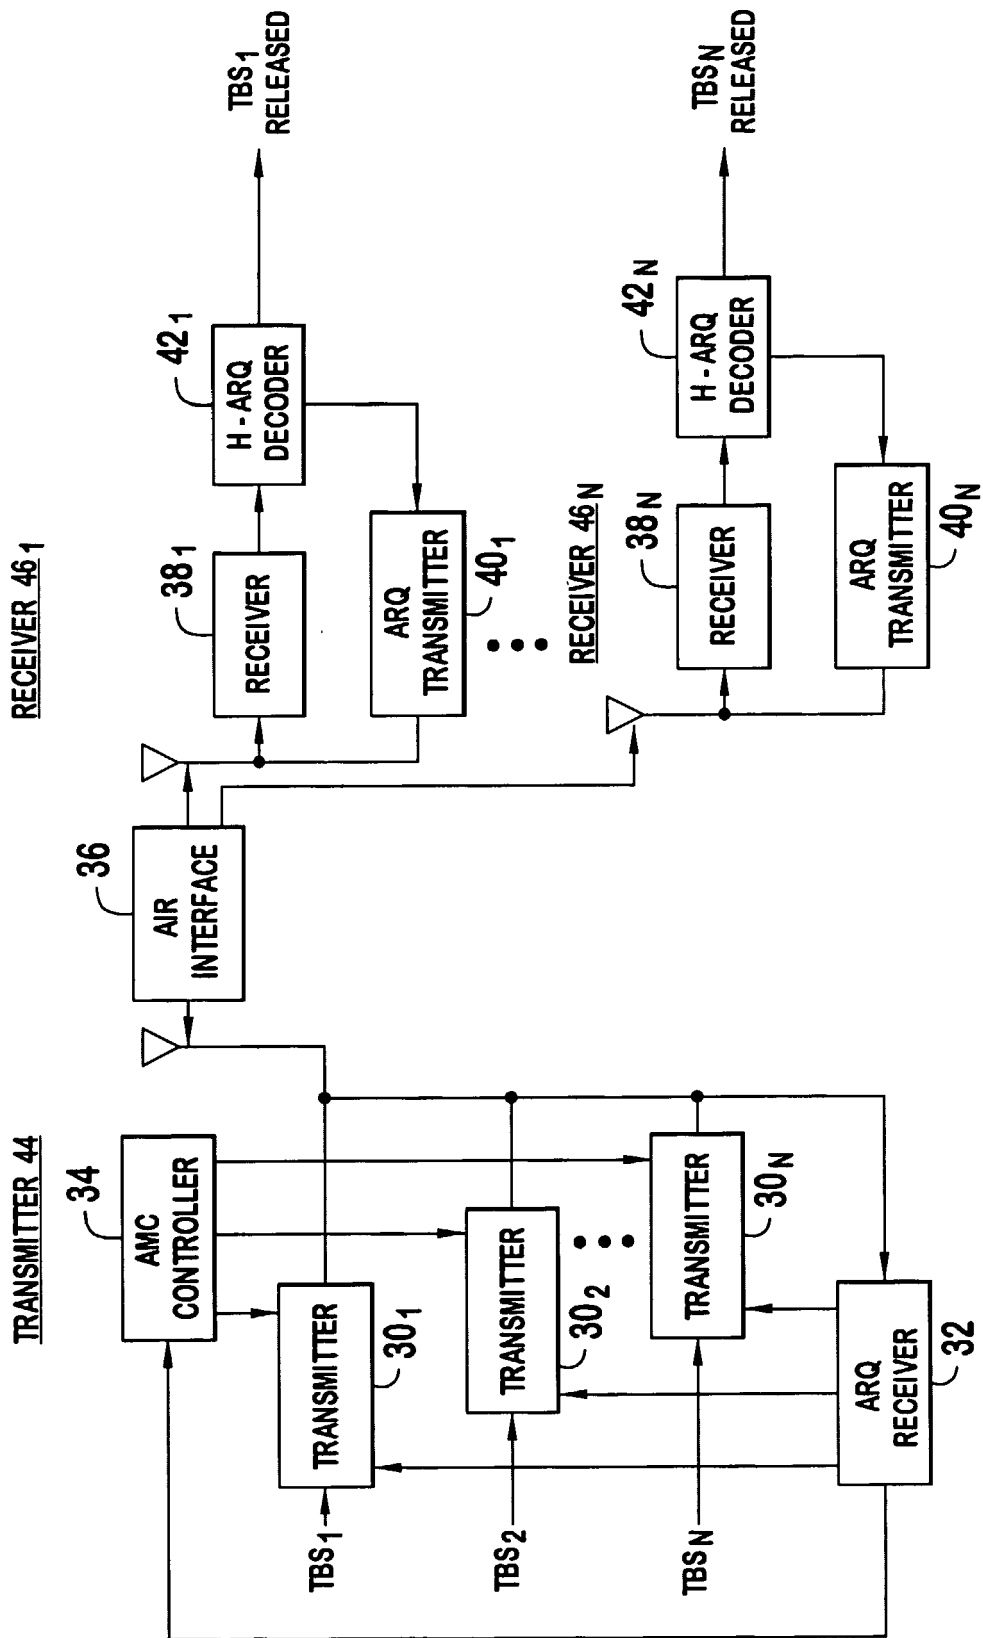 TRANSMITTER 44
AMC
CONTROLLER
34
TBS1
TRANSMITTER
301
TBS2
TRANSMITTER
302
TBSN
TRANSMITTER
30N
ARQ
RECEIVER
32
AIR
INTERFACE
36
RECEIVER 461
RECEIVER
381
H-ARQ
DECODER
421
ARQ
TRANSMITTER
401
TBS1
RELEASED
RECEIVER 46N
RECEIVER
38N
H-ARQ
DECODER
42N
ARQ
TRANSMITTER
40N
TBSN
RELEASED